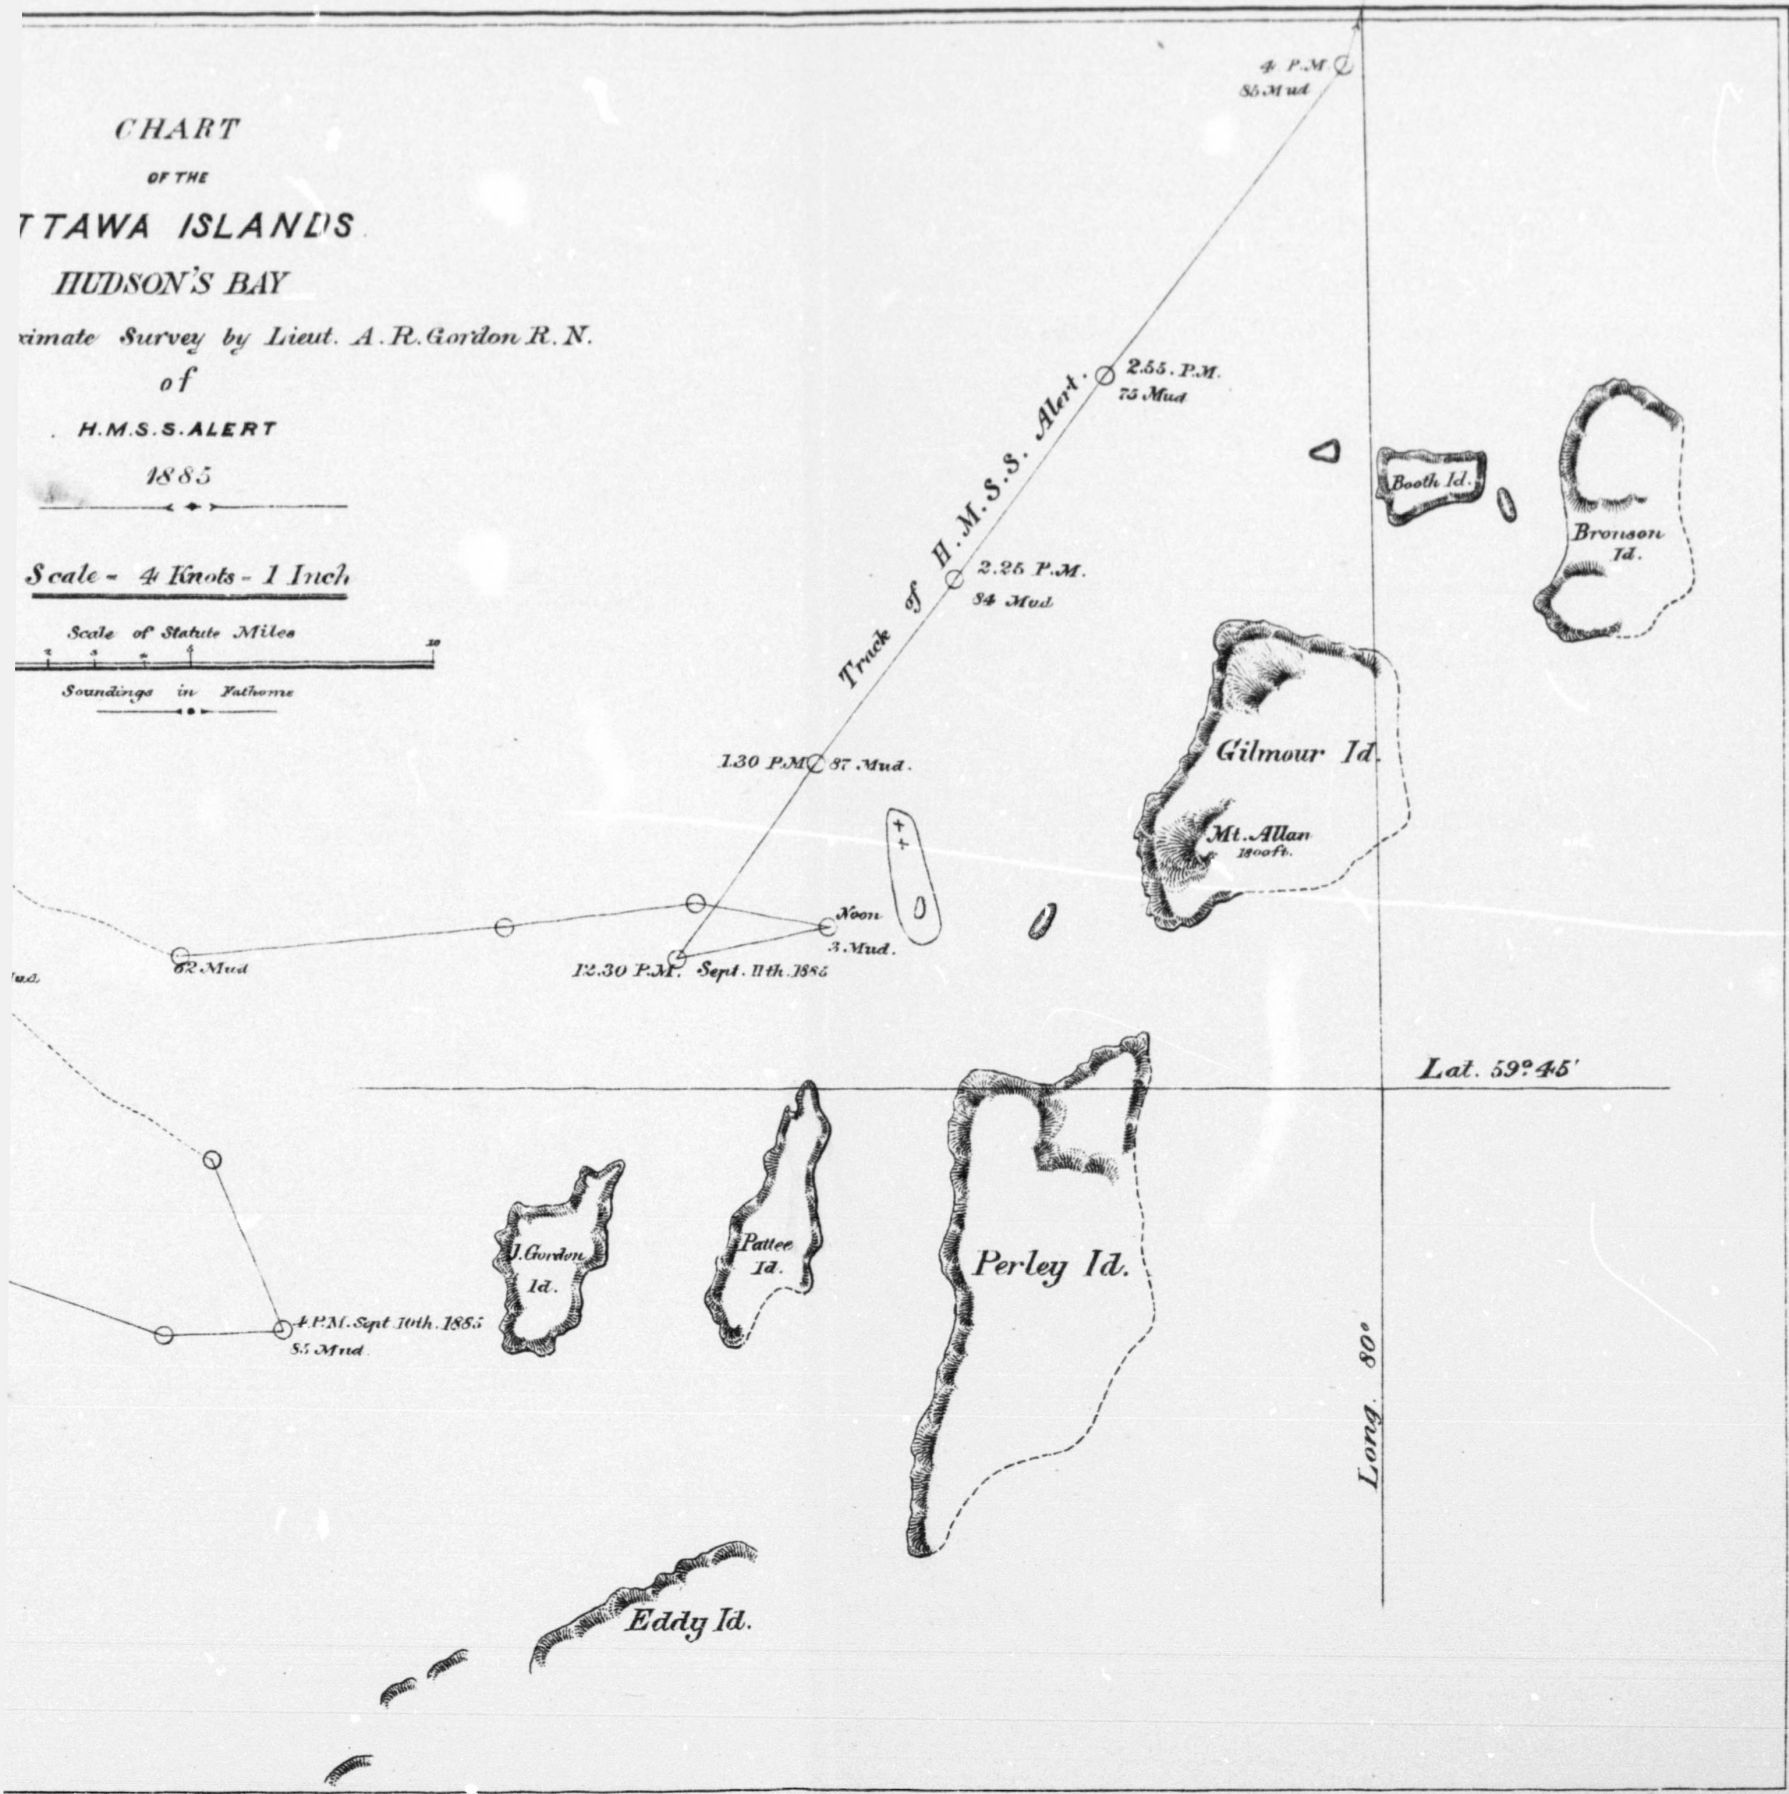 CHART
OF THE
TTAWA ISLANDS
HUDSON'S BAY
ximate Survey by Lieut. A. R. Gordon R. N.
of
H.M.S.S. ALERT
1885
Scale - 4 Knots - 1 Inch
Scale of Statute Miles
10
Soundings in Fathoms
4 P.M
85 Mud
2.55. P.M.
75 Mud
Track of H.M.S.S. Alert.
2.25 P.M.
84 Mud
1.30 P.M 87 Mud.
Booth Id.
Bronson
Id.
Gilmour Id.
Mt. Allan
1800ft.
Noon
3 Mud.
12.30 P.M. Sept. 11th. 1885
62 Mud
ud.
Lat. 59° 45'
Long. 80°
J. Gordon
Id.
Pattee
Id.
Perley Id.
4 P.M. Sept 10th. 1885
85 Mud
Eddy Id.